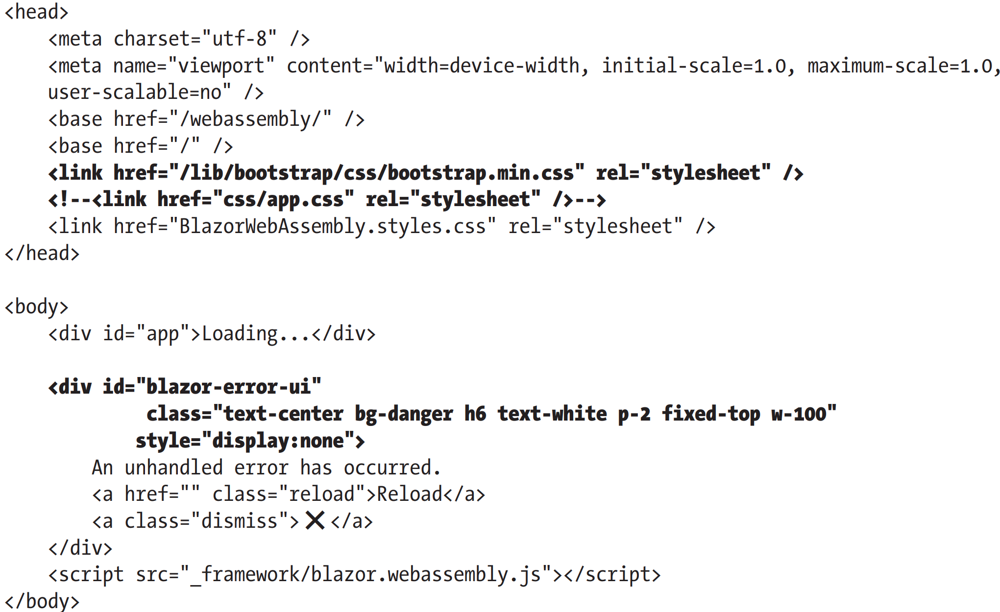 <head>
    <meta charset="utf-8" />
    <meta name="viewport" content="width=device-width, initial-scale=1.0, maximum-scale=1.0,
    user-scalable=no" />
    <base href="/webassembly/" />
    <base href="/" />
    <link href="/lib/bootstrap/css/bootstrap.min.css" rel="stylesheet" />
    <!--<link href="css/app.css" rel="stylesheet" />-->
    <link href="BlazorWebAssembly.styles.css" rel="stylesheet" />
</head>

<body>
    <div id="app">Loading...</div>

    <div id="blazor-error-ui"
             class="text-center bg-danger h6 text-white p-2 fixed-top w-100"
            style="display:none">
        An unhandled error has occurred.
        <a href="" class="reload">Reload</a>
        <a class="dismiss">❌</a>
    </div>
    <script src="_framework/blazor.webassembly.js"></script>
</body>